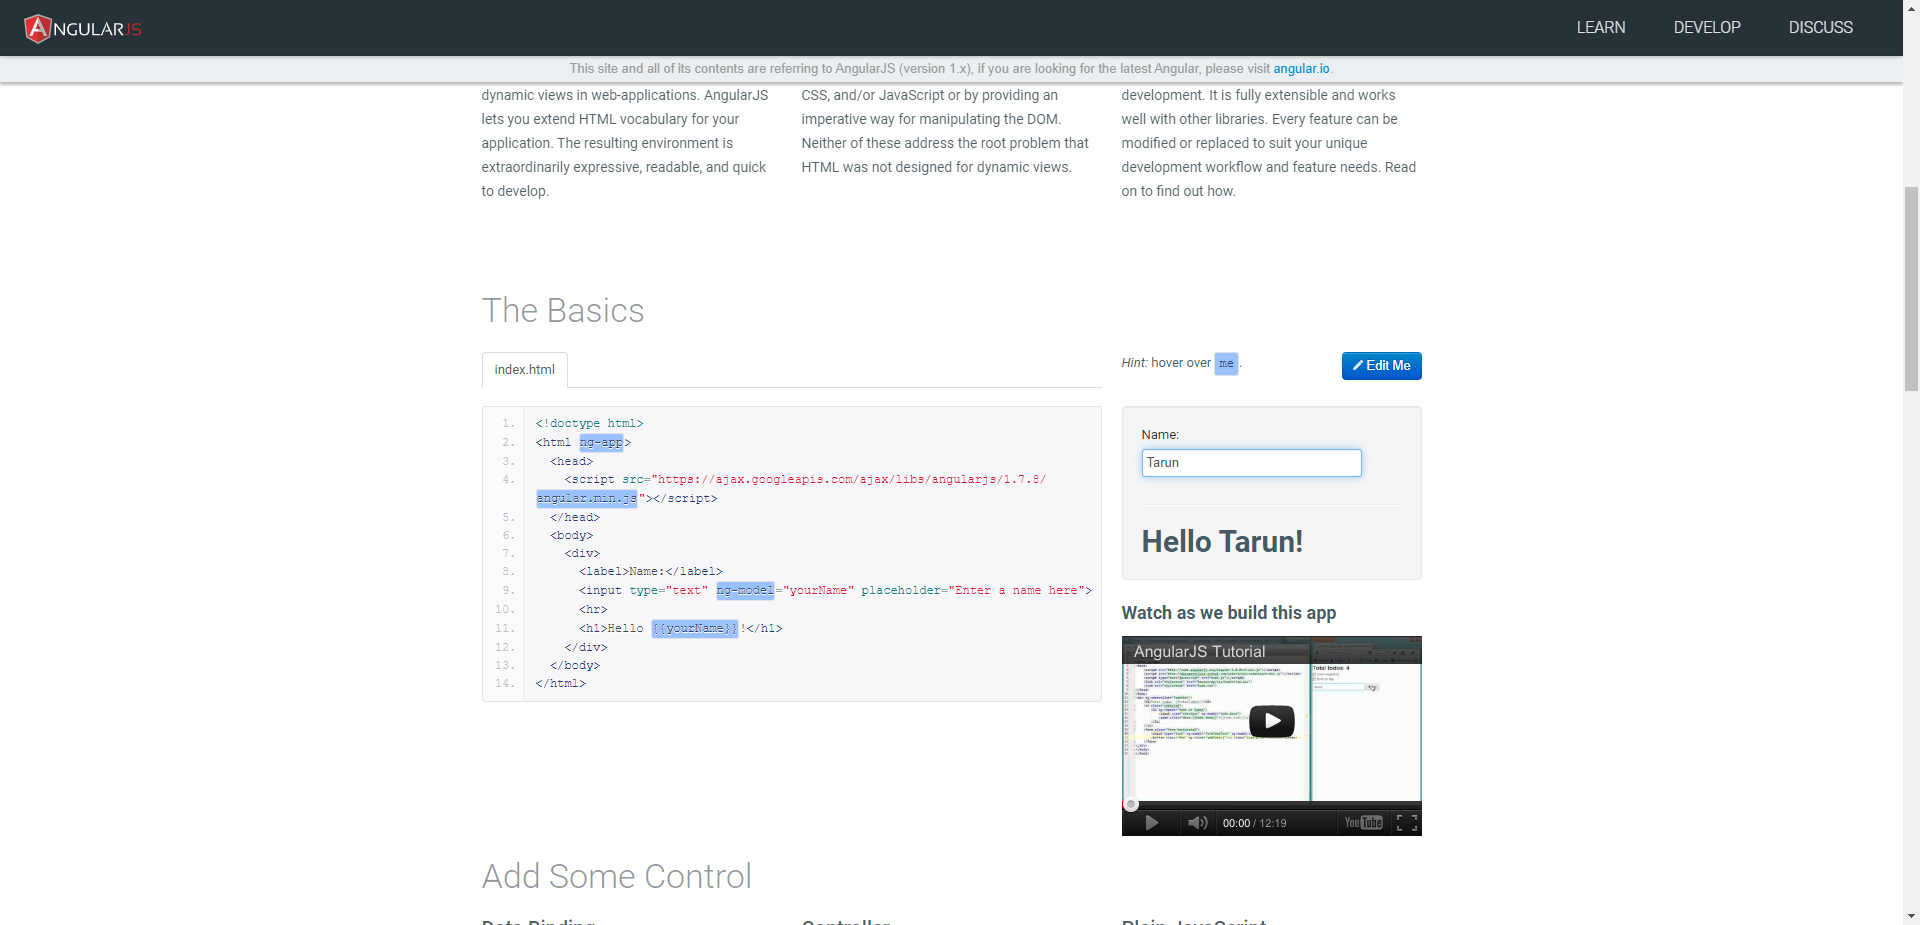 ANGULARJS
LEARN DEVELOP DISCUSS
This site and all of its contents are referring to AngularJS (version 1.x), if you are looking for the latest Angular, please visit angular.io.
dynamic views in web-applications. AngularJS
lets you extend HTML vocabulary for your
application. The resulting environment is
extraordinarily expressive, readable, and quick
to develop.
CSS, and/or JavaScript or by providing an
imperative way for manipulating the DOM.
Neither of these address the root problem that
HTML was not designed for dynamic views.
development. It is fully extensible and works
well with other libraries. Every feature can be
modified or replaced to suit your unique
development workflow and feature needs. Read
on to find out how.
The Basics
index.html
1. <!doctype html>
2. <html ng-app>
3. <head>
4. <script src="https://ajax.googleapis.com/ajax/libs/angularjs/1.7.8/
angular.min.js"></script>
5. </head>
6. <body>
7. <div>
8. <label>Name:</label>
9. <input type="text" ng-model="yourName" placeholder="Enter a name here">
10. <hr>
11. <h1>Hello {{yourName}}!</h1>
12. </div>
13. </body>
14. </html>
Hint: hover over me.
Edit Me
Name:
Tarun
Hello Tarun!
Watch as we build this app
AngularJS Tutorial
Total todos: 4
00:00 / 12:19
YouTube
Add Some Control
Data Binding
Controller
Plain JavaScript